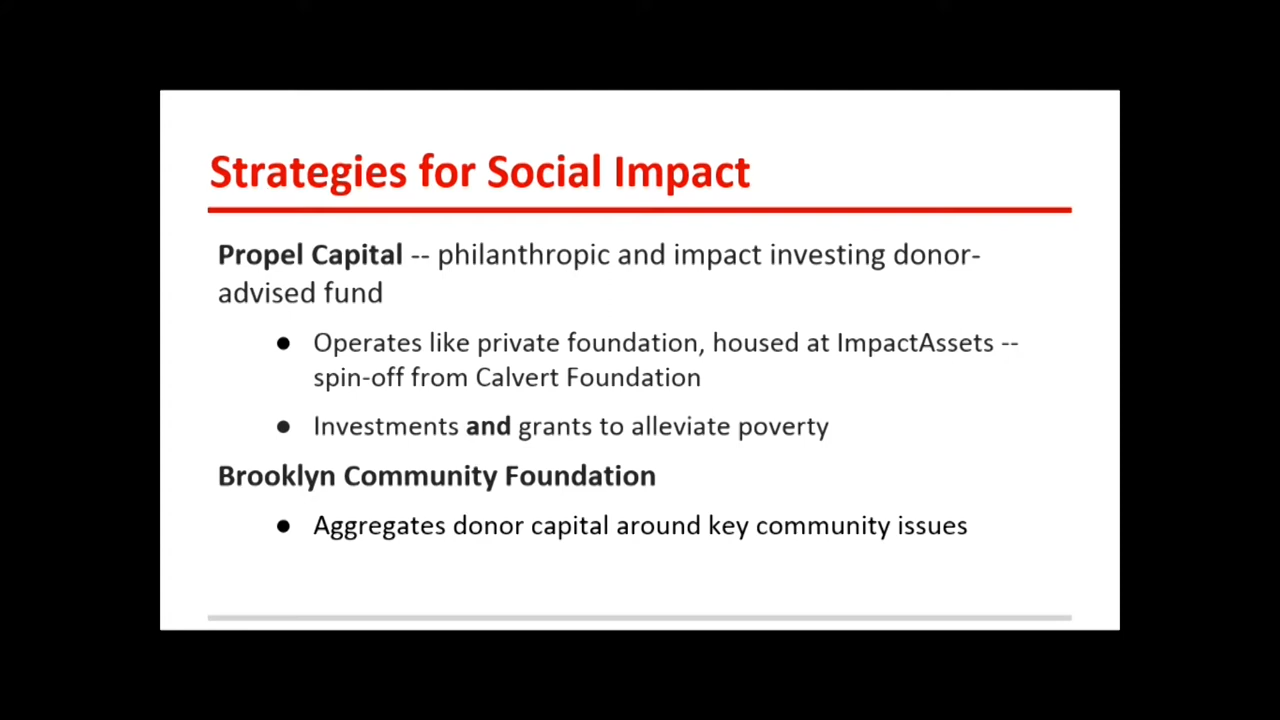 Strategies for Social Impact
Propel Capital -- philanthropic and impact investing donor-
advised fund
● Operates like private foundation, housed at ImpactAssets --
spin-off from Calvert Foundation
● Investments and grants to alleviate poverty
Brooklyn Community Foundation
● Aggregates donor capital around key community issues